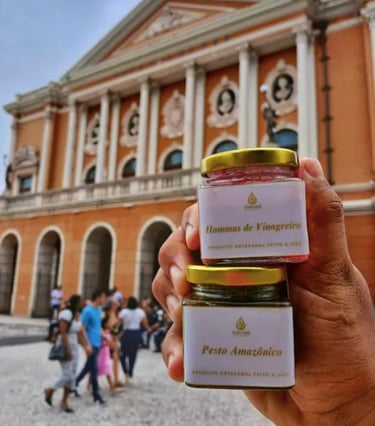 Hommus de Vinagreira
PRODUTO ARTESANAL FEITO À MÃO
Pesto Amazônico
PRODUTO ARTESANAL FEITO À MÃO